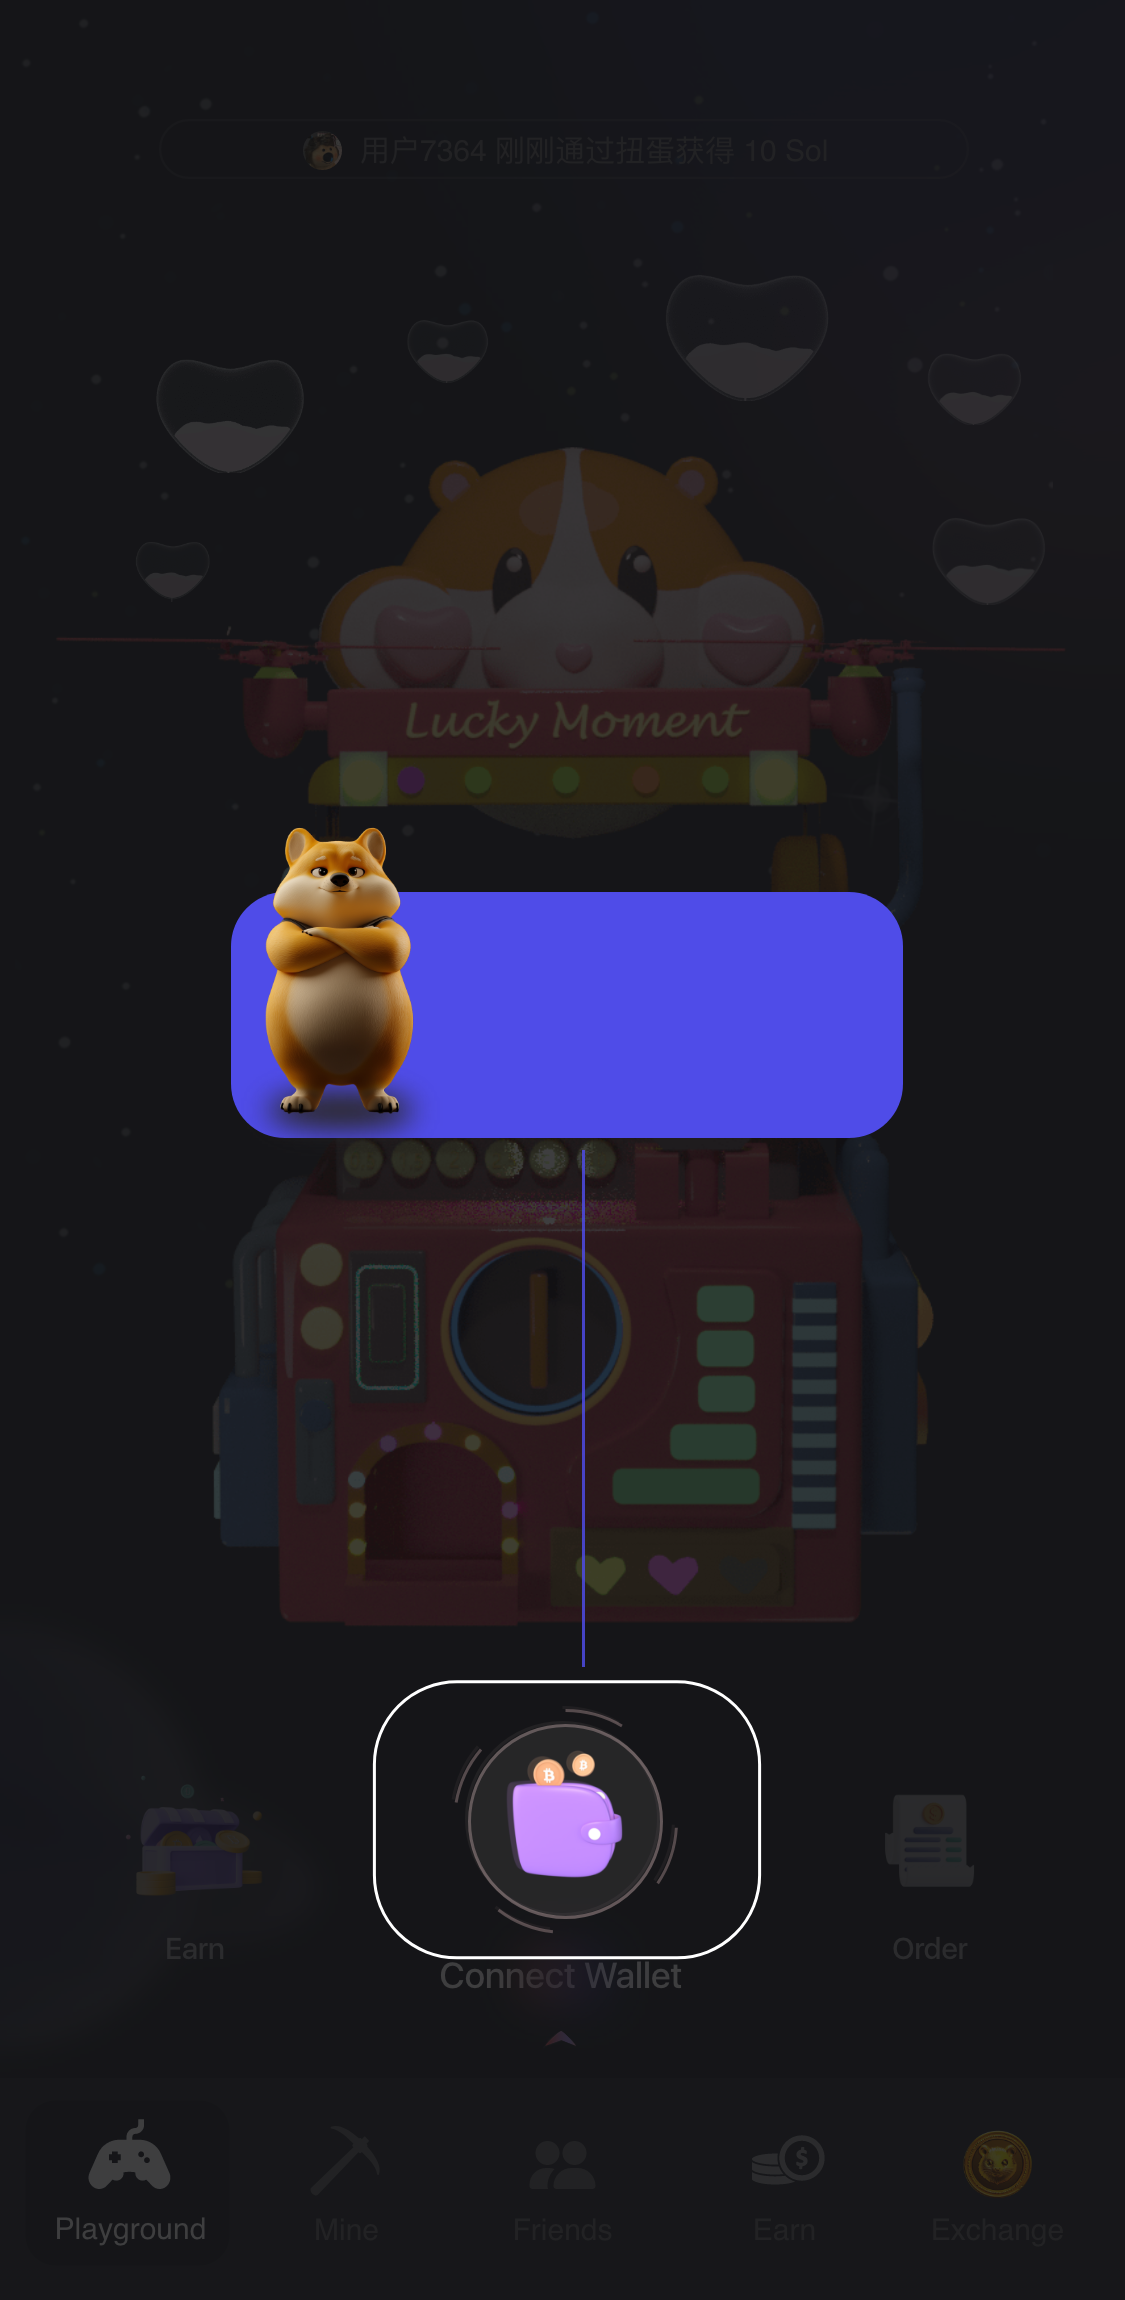 用户7364 刚刚通过扭蛋获得 10 Sol
Lucky Moment
Earn
Order
Connect Wallet
Playground
Mine
Friends
Earn
Exchange